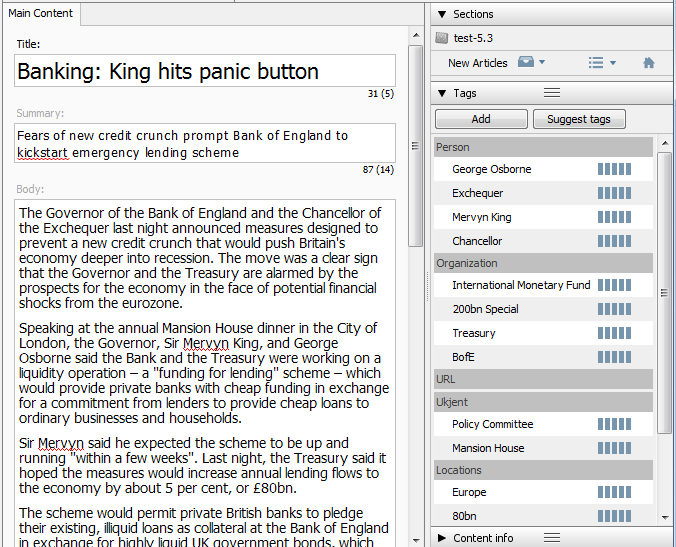 Main Content
Title:
Banking: King hits panic button
31 (5)
Summary:
Fears of new credit crunch prompt Bank of England to
kickstart emergency lending scheme
87 (14)
Body:
The Governor of the Bank of England and the Chancellor of
the Exchequer last night announced measures designed to
prevent a new credit crunch that would push Britain's
economy deeper into recession. The move was a clear sign
that the Governor and the Treasury are alarmed by the
prospects for the economy in the face of potential financial
shocks from the eurozone.
Speaking at the annual Mansion House dinner in the City of
London, the Governor, Sir Mervyn King, and George
Osborne said the Bank and the Treasury were working on a
liquidity operation – a "funding for lending" scheme – which
would provide private banks with cheap funding in exchange
for a commitment from lenders to provide cheap loans to
ordinary businesses and households.
Sir Mervyn said he expected the scheme to be up and
running "within a few weeks". Last night, the Treasury said it
hoped the measures would increase annual lending flows to
the economy by about 5 per cent, or £80bn.
The scheme would permit private British banks to pledge
their existing, illiquid loans as collateral at the Bank of England
in exchange for highly liquid UK government bonds, which
Sections
test-5.3
New Articles
Tags
Add
Suggest tags
Person
George Osborne
Exchequer
Mervyn King
Chancellor
Organization
International Monetary Fund
200bn Special
Treasury
BofE
URL
Ukjent
Policy Committee
Mansion House
Locations
Europe
80bn
Content info